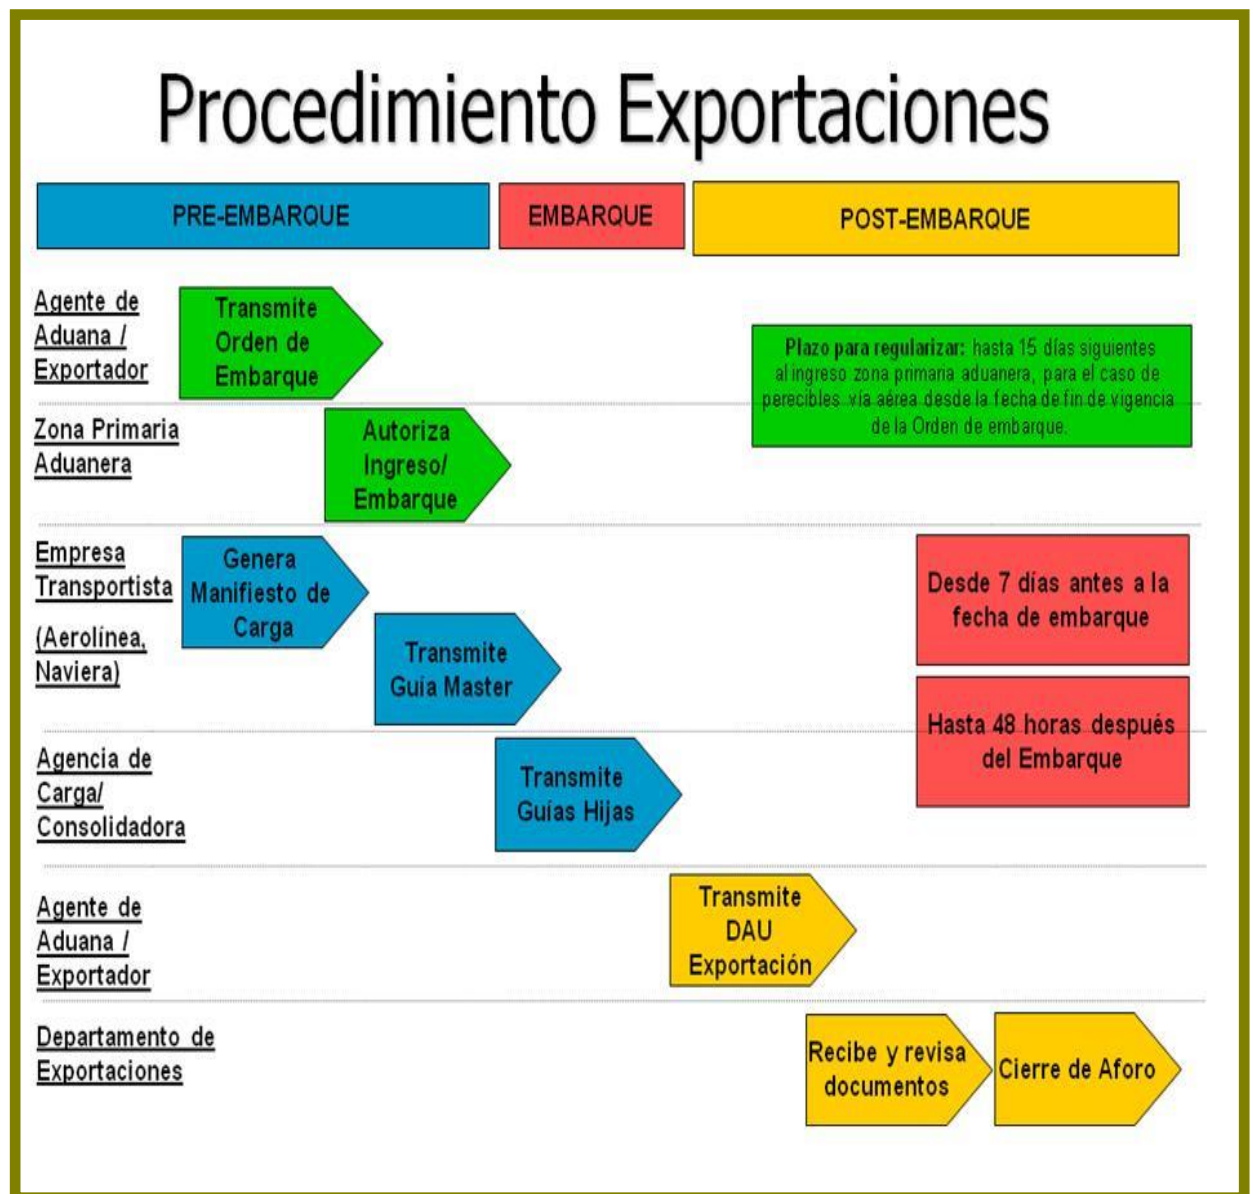 Procedimiento Exportaciones
PRE-EMBARQUE
EMBARQUE
POST-EMBARQUE
Agente de
Aduana /
Exportador
Transmite
Orden de
Embarque
Plazo para regularizar: hasta 15 días siguientes
al ingreso zona primaria aduanera, para el caso de
perecibles vía aérea desde la fecha de fin de vigencia
de la Orden de embarque.
Zona Primaria
Aduanera
Autoriza
Ingreso/
Embarque
Empresa
Transportista
(Aerolínea,
Naviera)
Genera
Manifiesto de
Carga
Transmite
Guía Master
Desde 7 días antes a la
fecha de embarque
Hasta 48 horas después
del Embarque
Agencia de
Carga/
Consolidadora
Transmite
Guías Hijas
Agente de
Aduana /
Exportador
Transmite
DAU
Exportación
Departamento de
Exportaciones
Recibe y revisa
documentos
Cierre de Aforo